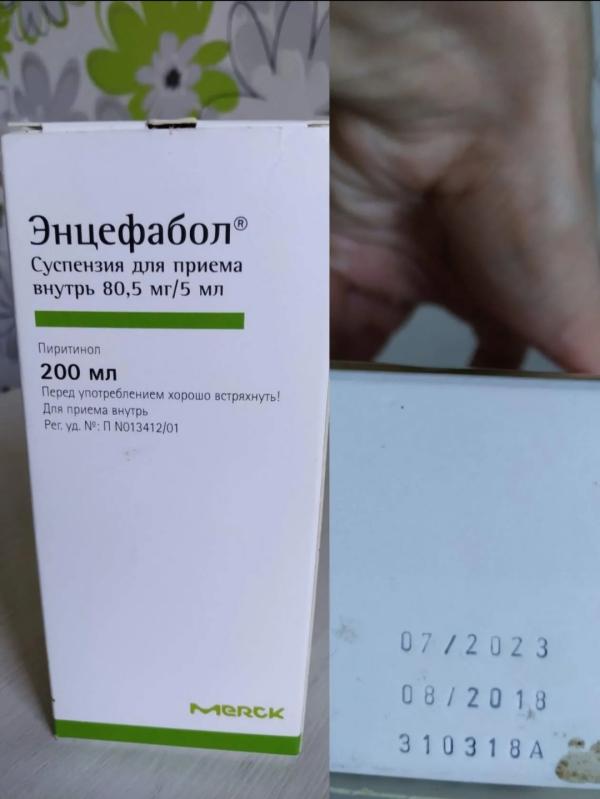 Энцефабол®
Суспензия для приема
внутрь 80,5 мг/5 мл
Пиритинол
200 мл
Перед употреблением хорошо встряхнуть!
Для приема внутрь
Рег. уд. №: П N013412/01
MERCK
07/2023
08/2018
310318A